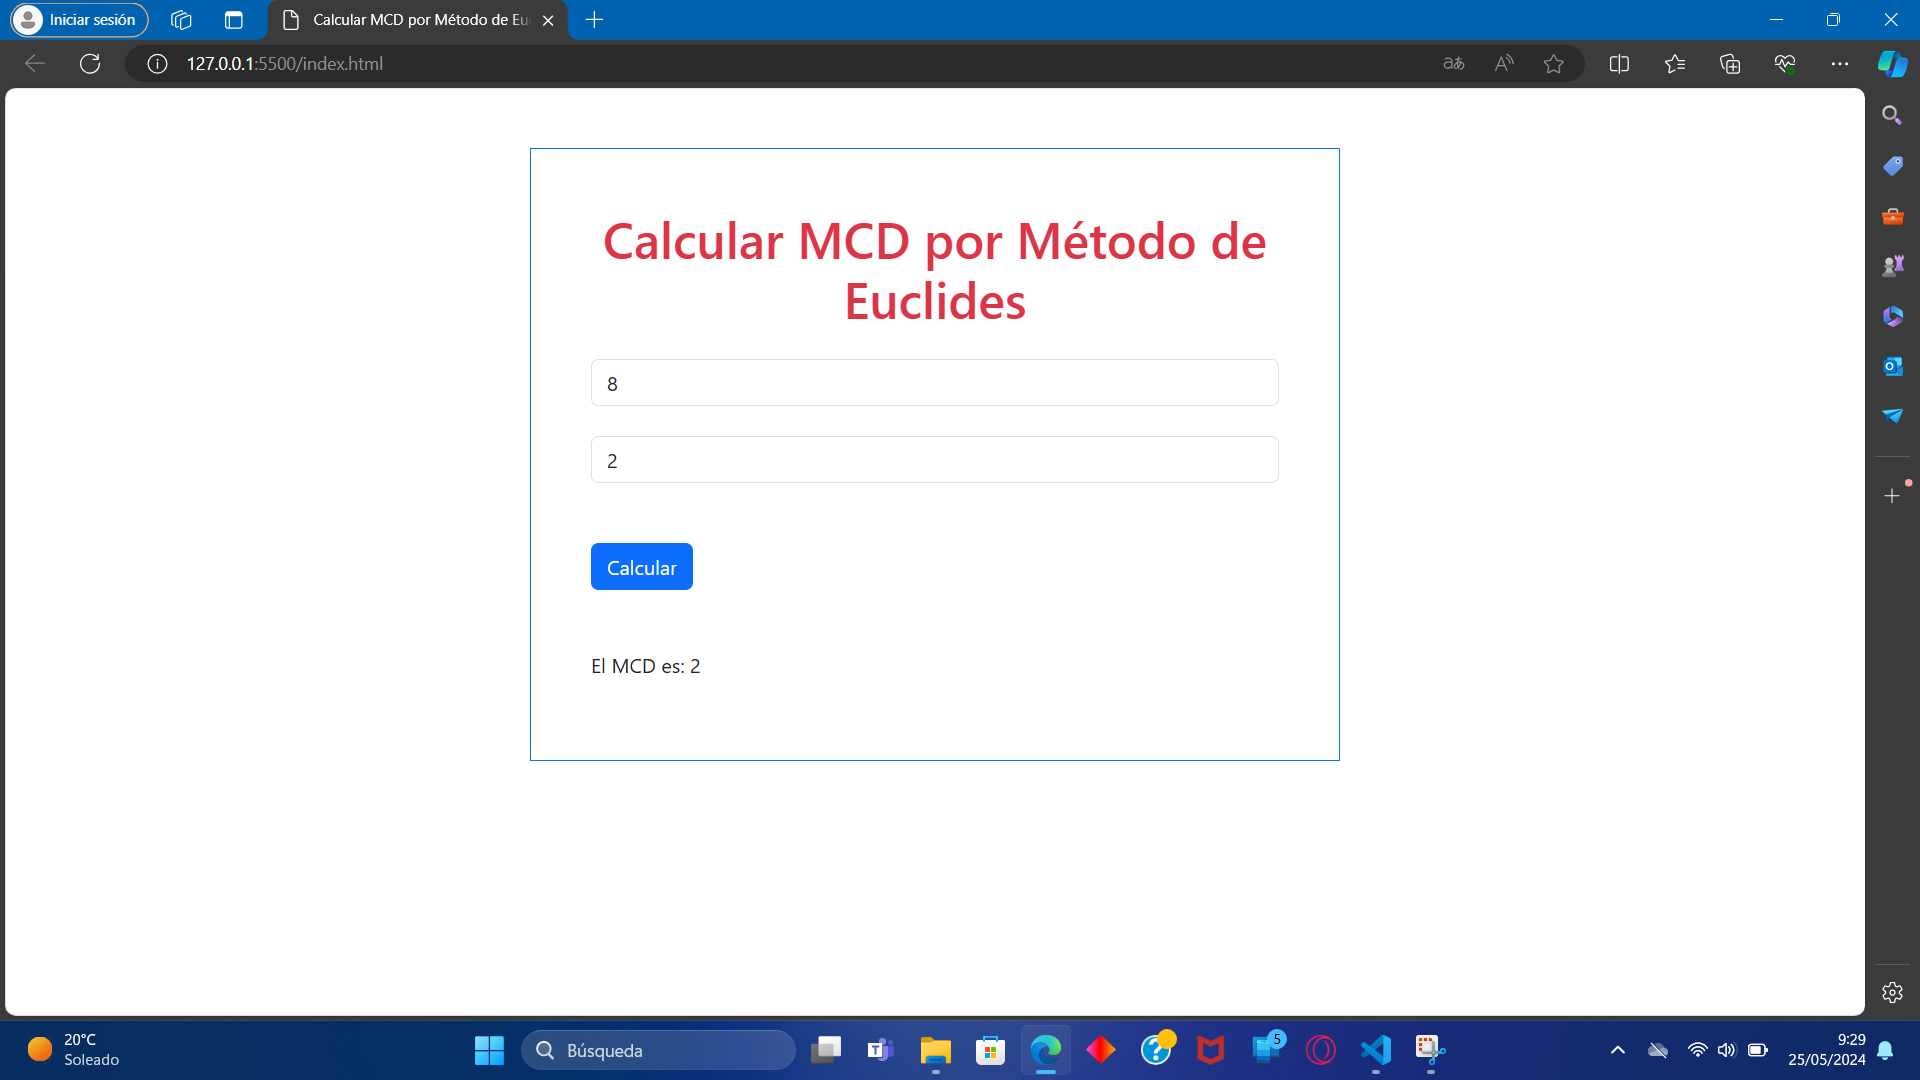 Iniciar sesión
Calcular MCD por Método de Eu
127.0.0.1:5500/index.html
Calcular MCD por Método de
Euclides
8
2
Calcular
El MCD es: 2
20°C
Soleado
Búsqueda
5
9:29
25/05/2024